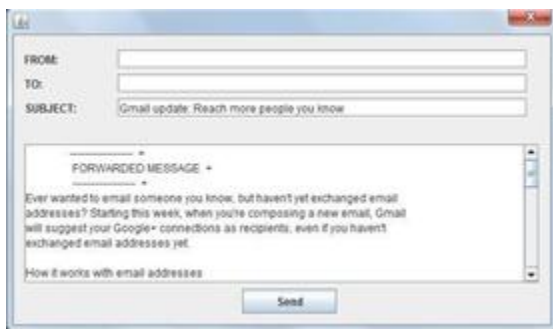 FROM:
TO:
SUBJECT: Gmail update: Reach more people you know
---------------- +
FORWARDED MESSAGE +
---------------- +
Ever wanted to email someone you know, but haven't yet exchanged email
addresses? Starting this week, when you're composing a new email, Gmail
will suggest your Google+ connections as recipients, even if you haven't
exchanged email addresses yet.
How it works with email addresses
Send